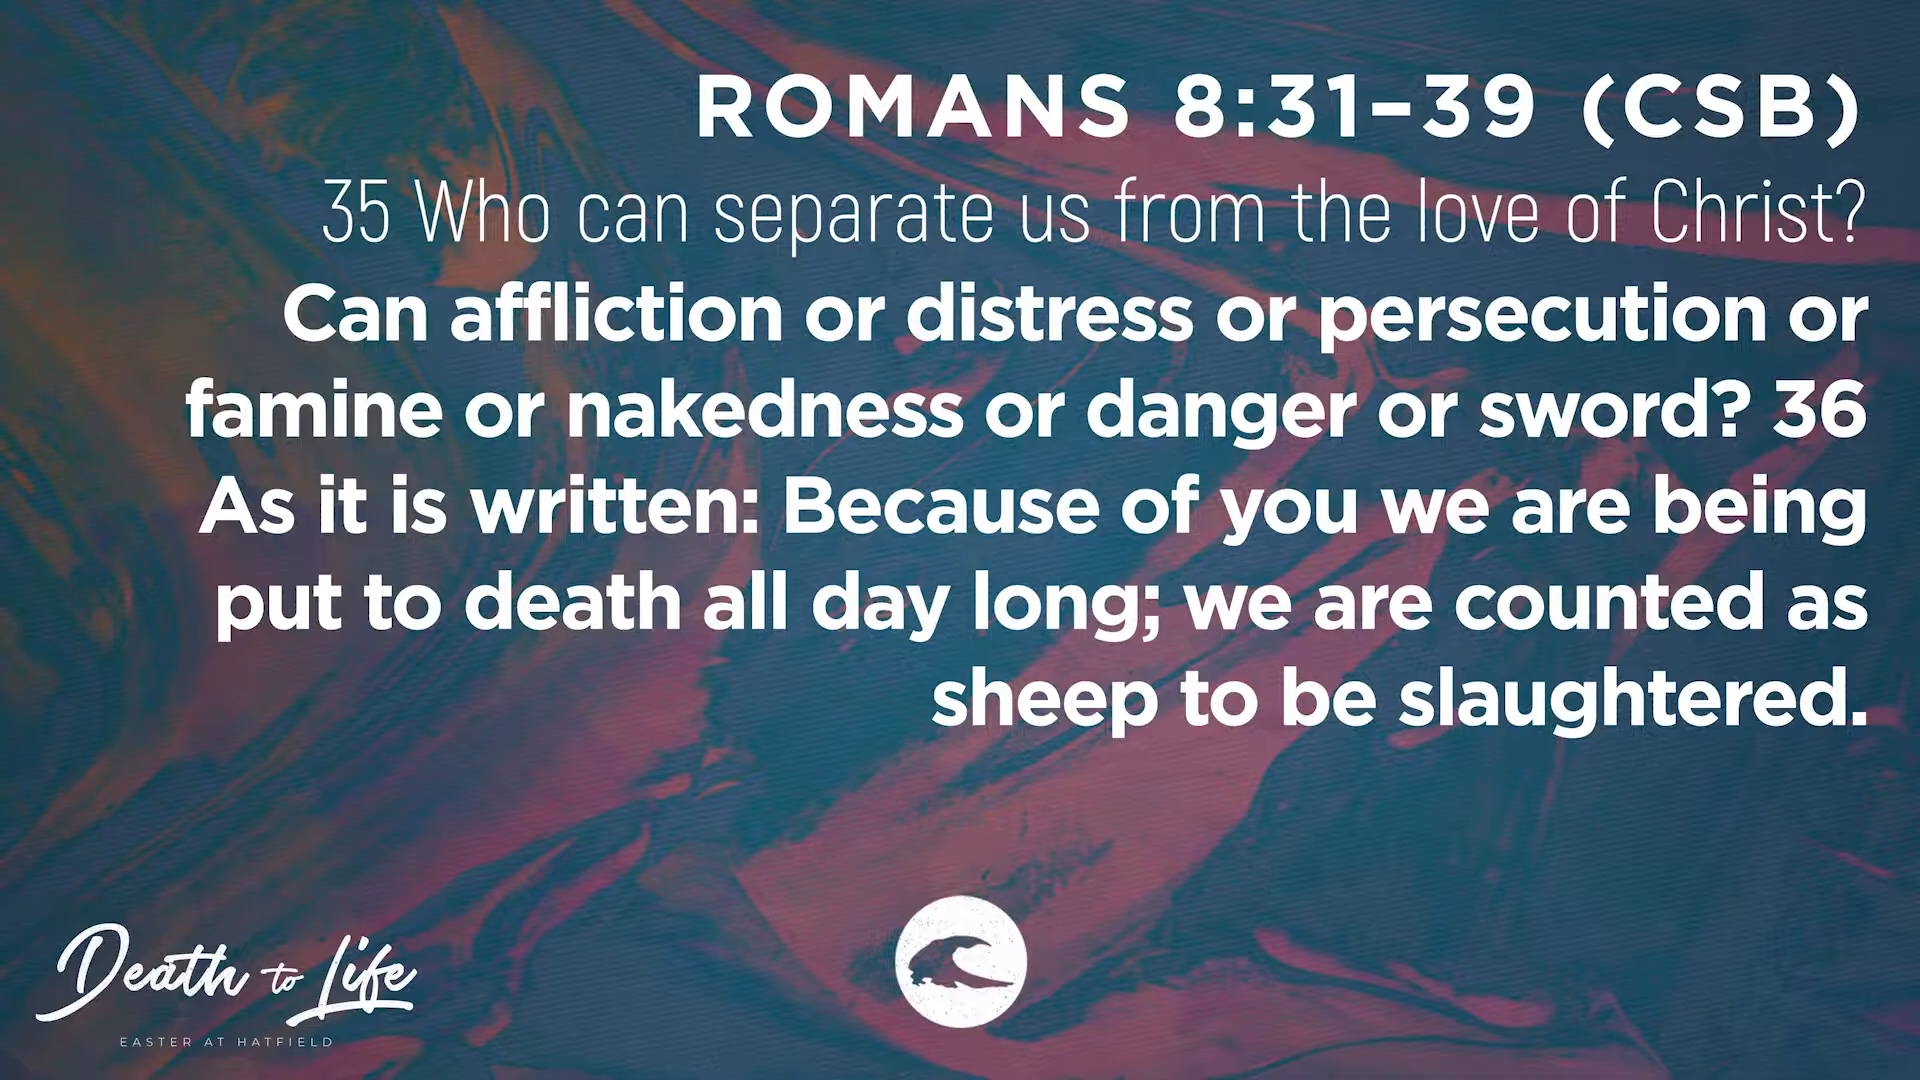 ROMANS 8:31–39 (CSB)
35 Who can separate us from the love of Christ?
Can affliction or distress or persecution or
famine or nakedness or danger or sword? 36
As it is written: Because of you we are being
put to death all day long; we are counted as
sheep to be slaughtered.
Death to Life
EASTER AT HATFIELD